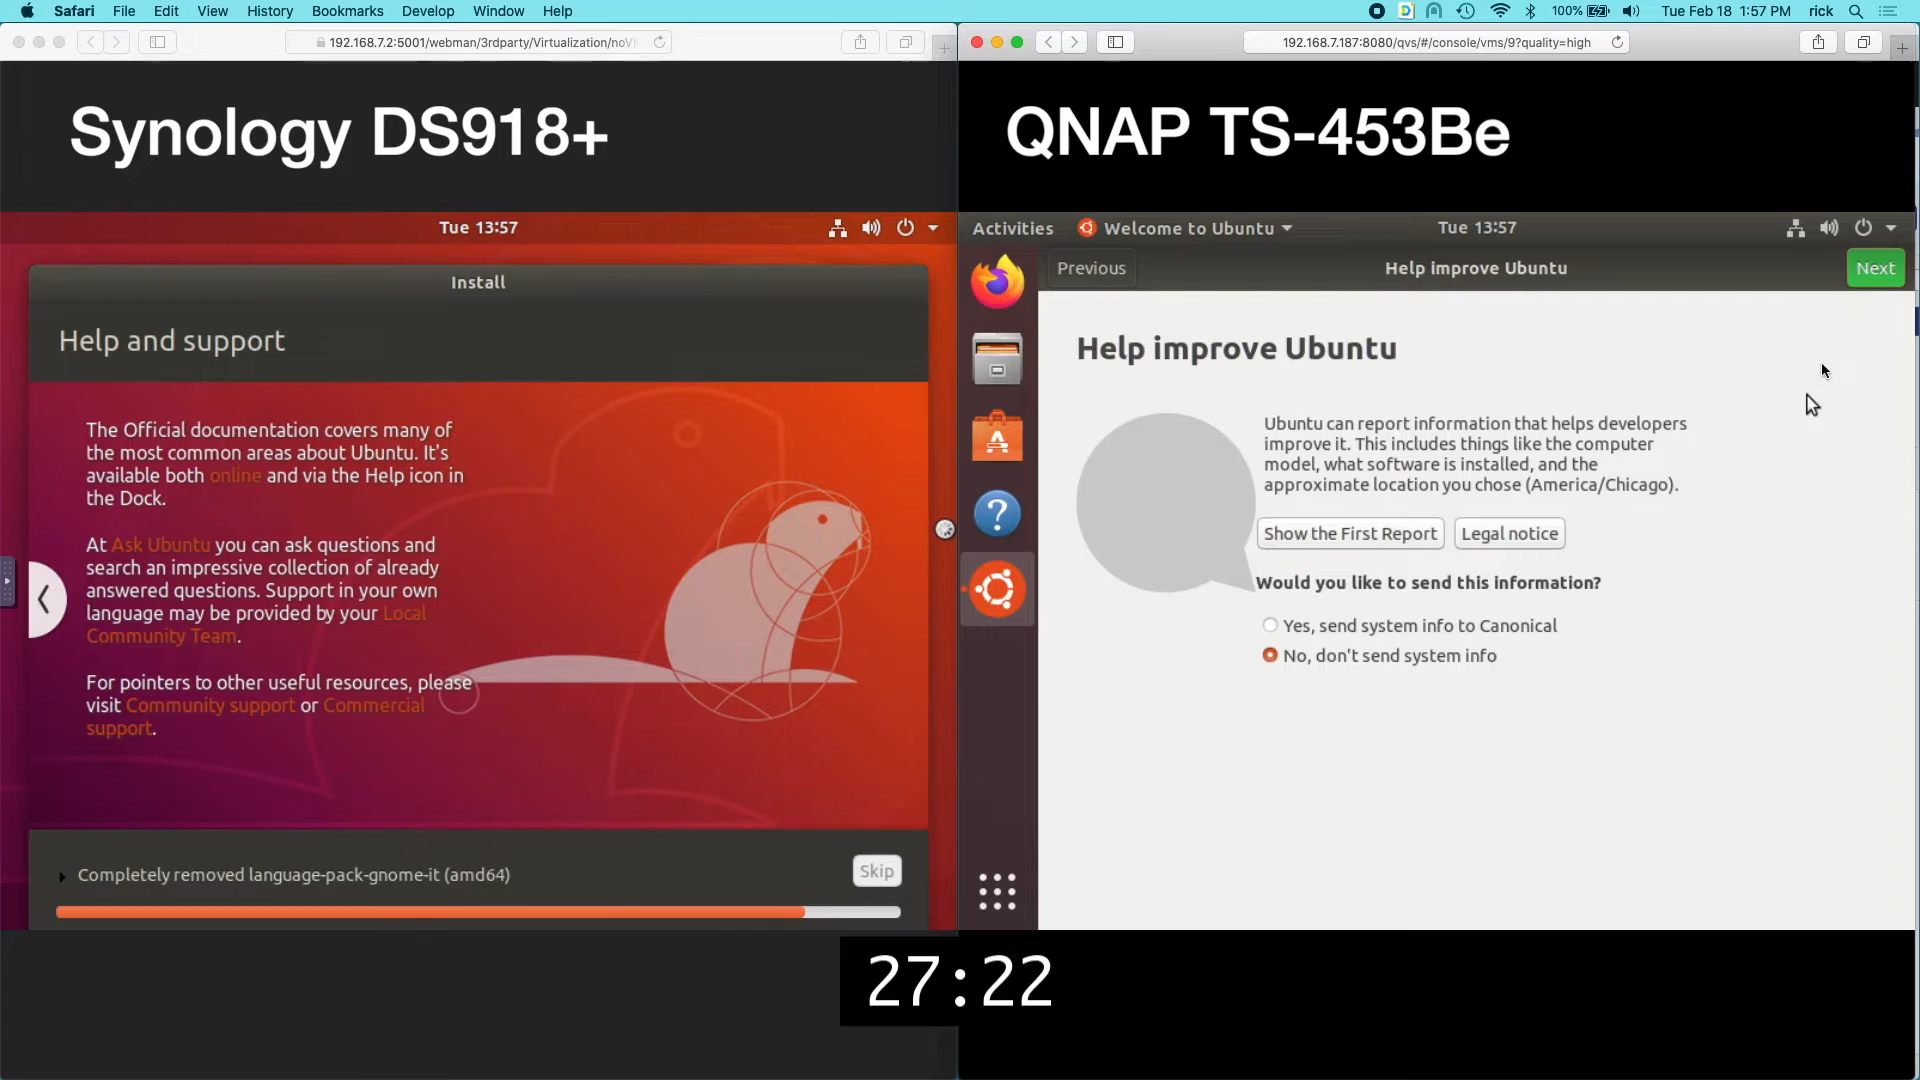 Safari File Edit View History Bookmarks Develop Window Help
100% Tue Feb 18 1:57 PM rick
192.168.7.2:5001/webman/3rdparty/Virtualization/noV
192.168.7.187:8080/qvs/#/console/vms/9?quality=high
Synology DS918+
QNAP TS-453Be
Tue 13:57
Activities Welcome to Ubuntu Tue 13:57
Install
Help and support
The Official documentation covers many of
the most common areas about Ubuntu. It's
available both online and via the Help icon in
the Dock.
At Ask Ubuntu you can ask questions and
search an impressive collection of already
answered questions. Support in your own
language may be provided by your Local
Community Team.
For pointers to other useful resources, please
visit Community support or Commercial
support.
Completely removed language-pack-gnome-it (amd64)
Skip
Previous Help improve Ubuntu Next
Help improve Ubuntu
Ubuntu can report information that helps developers
improve it. This includes things like the computer
model, what software is installed, and the
approximate location you chose (America/Chicago).
Show the First Report Legal notice
Would you like to send this information?
Yes, send system info to Canonical
No, don't send system info
27:22